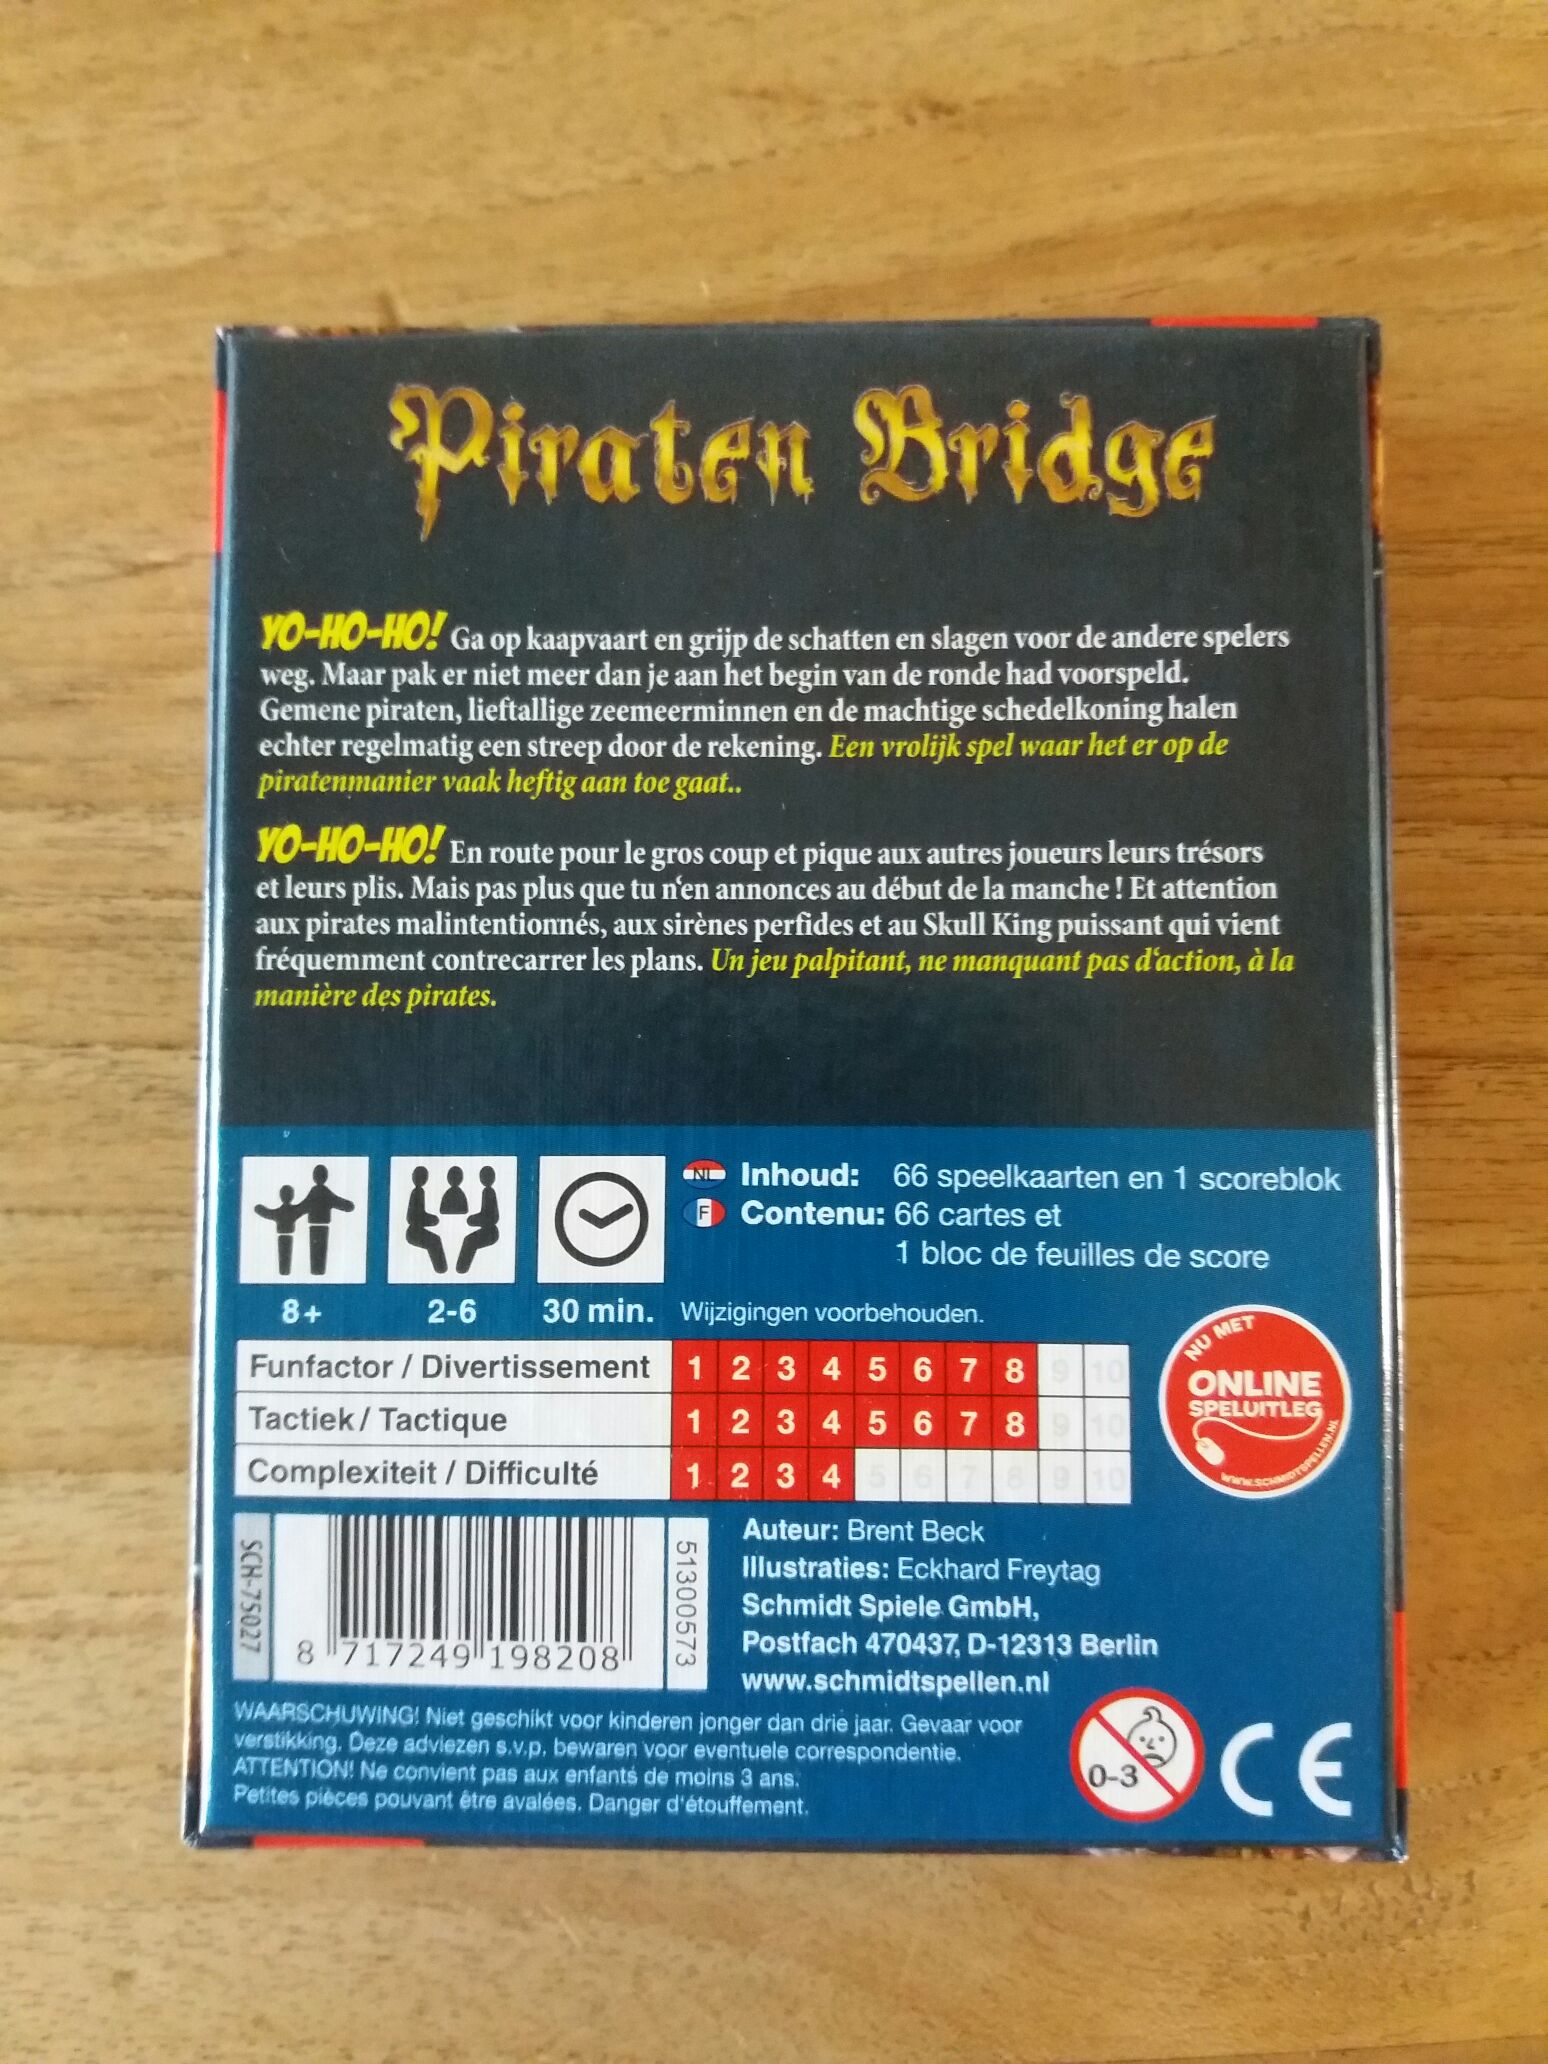 Piraten Bridge
YO-HO-HO! Ga op kaapvaart en grijp de schatten en slagen voor de andere spelers
weg. Maar pak er niet meer dan je aan het begin van de ronde had voorspeld.
Gemene piraten, lieftallige zeemeerminnen en de machtige schedelkoning halen
echter regelmatig een streep door de rekening. Een vrolijk spel waar het er op de
piratenmanier vaak heftig aan toe gaat..
YO-HO-HO! En route pour le gros coup et pique aux autres joueurs leurs trésors
et leurs plis. Mais pas plus que tu n‘en annonces au début de la manche ! Et attention
aux pirates malintentionnés, aux sirènes perfides et au Skull King puissant qui vient
fréquemment contrecarrer les plans. Un jeu palpitant, ne manquant pas d‘action, à la
manière des pirates.
NL Inhoud: 66 speelkaarten en 1 scoreblok
F Contenu: 66 cartes et
1 bloc de feuilles de score
8+ 2-6 30 min. Wijzigingen voorbehouden.
Funfactor / Divertissement 1 2 3 4 5 6 7 8 9 10
Tactiek / Tactique 1 2 3 4 5 6 7 8 9 10
Complexiteit / Difficulté 1 2 3 4 5 6 7 8 9 10
NU MET
ONLINE
SPELUITLEG
WWW.SCHMIDTSPELLEN.NL
SCH-75027
8 717249 198208
51300573
Auteur: Brent Beck
Illustraties: Eckhard Freytag
Schmidt Spiele GmbH,
Postfach 470437, D-12313 Berlin
www.schmidtspellen.nl
WAARSCHUWING! Niet geschikt voor kinderen jonger dan drie jaar. Gevaar voor
verstikking. Deze adviezen s.v.p. bewaren voor eventuele correspondentie.
ATTENTION! Ne convient pas aux enfants de moins 3 ans.
Petites pièces pouvant être avalées. Danger d'étouffement.
0-3
CE